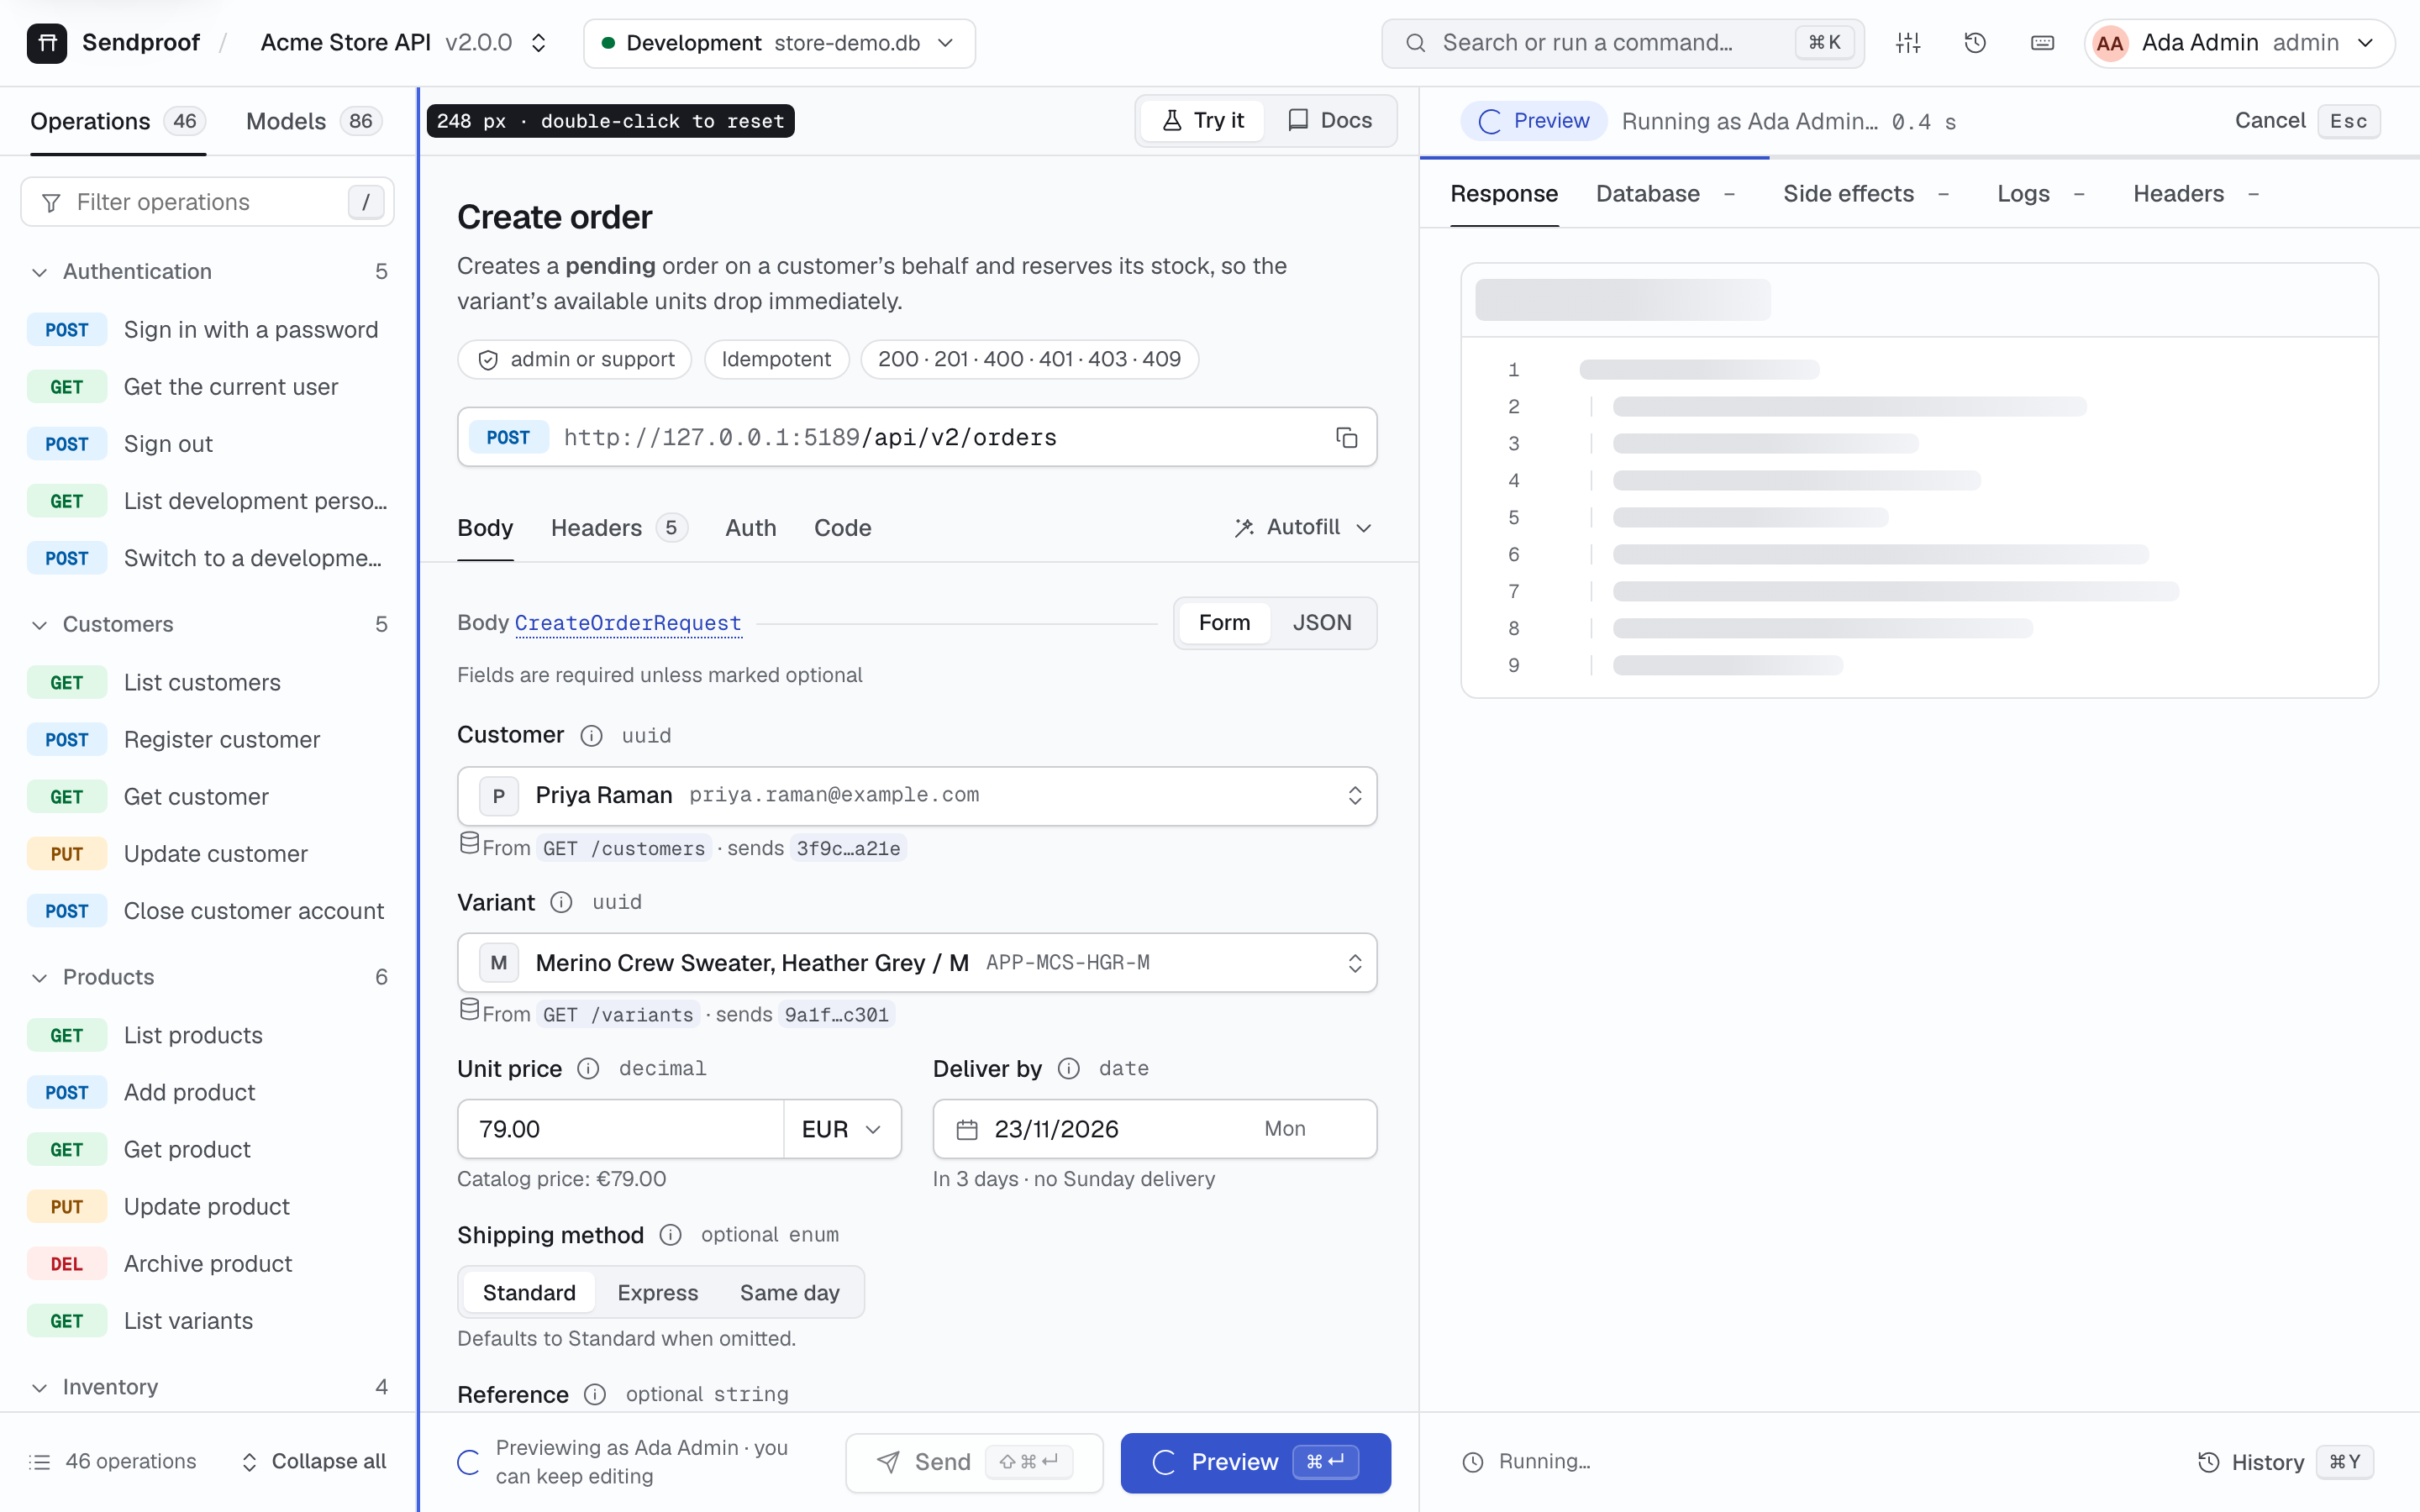 Sendproof / Acme Store API v2.0.0
Development store-demo.db
Search or run a command… ⌘K
AA Ada Admin admin
Operations 46 Models 86
Filter operations /
Authentication 5
POST Sign in with a password
GET Get the current user
POST Sign out
GET List development perso…
POST Switch to a developme…
Customers 5
GET List customers
POST Register customer
GET Get customer
PUT Update customer
POST Close customer account
Products 6
GET List products
POST Add product
GET Get product
PUT Update product
DEL Archive product
GET List variants
Inventory 4
46 operations Collapse all
248 px · double-click to reset
Try it Docs
Create order
Creates a pending order on a customer’s behalf and reserves its stock, so the
variant’s available units drop immediately.
admin or support Idempotent 200 · 201 · 400 · 401 · 403 · 409
POST http://127.0.0.1:5189/api/v2/orders
Body Headers 5 Auth Code Autofill
Body CreateOrderRequest Form JSON
Fields are required unless marked optional
Customer uuid
P Priya Raman priya.raman@example.com
From GET /customers · sends 3f9c…a21e
Variant uuid
M Merino Crew Sweater, Heather Grey / M APP-MCS-HGR-M
From GET /variants · sends 9a1f…c301
Unit price decimal Deliver by date
79.00 EUR 23/11/2026 Mon
Catalog price: €79.00 In 3 days · no Sunday delivery
Shipping method optional enum
Standard Express Same day
Defaults to Standard when omitted.
Reference optional string
Previewing as Ada Admin · you
can keep editing
Send ⇧⌘↵ Preview ⌘↵
Preview Running as Ada Admin… 0.4 s Cancel Esc
Response Database – Side effects – Logs – Headers –
1
2
3
4
5
6
7
8
9
Running… History ⌘Y